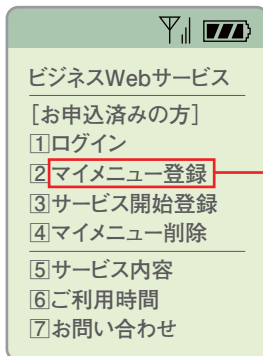 ビジネスWebサービス
[お申込済みの方]
1ログイン
2マイメニュー登録
3サービス開始登録
4マイメニュー削除
5サービス内容
6ご利用時間
7お問い合わせ